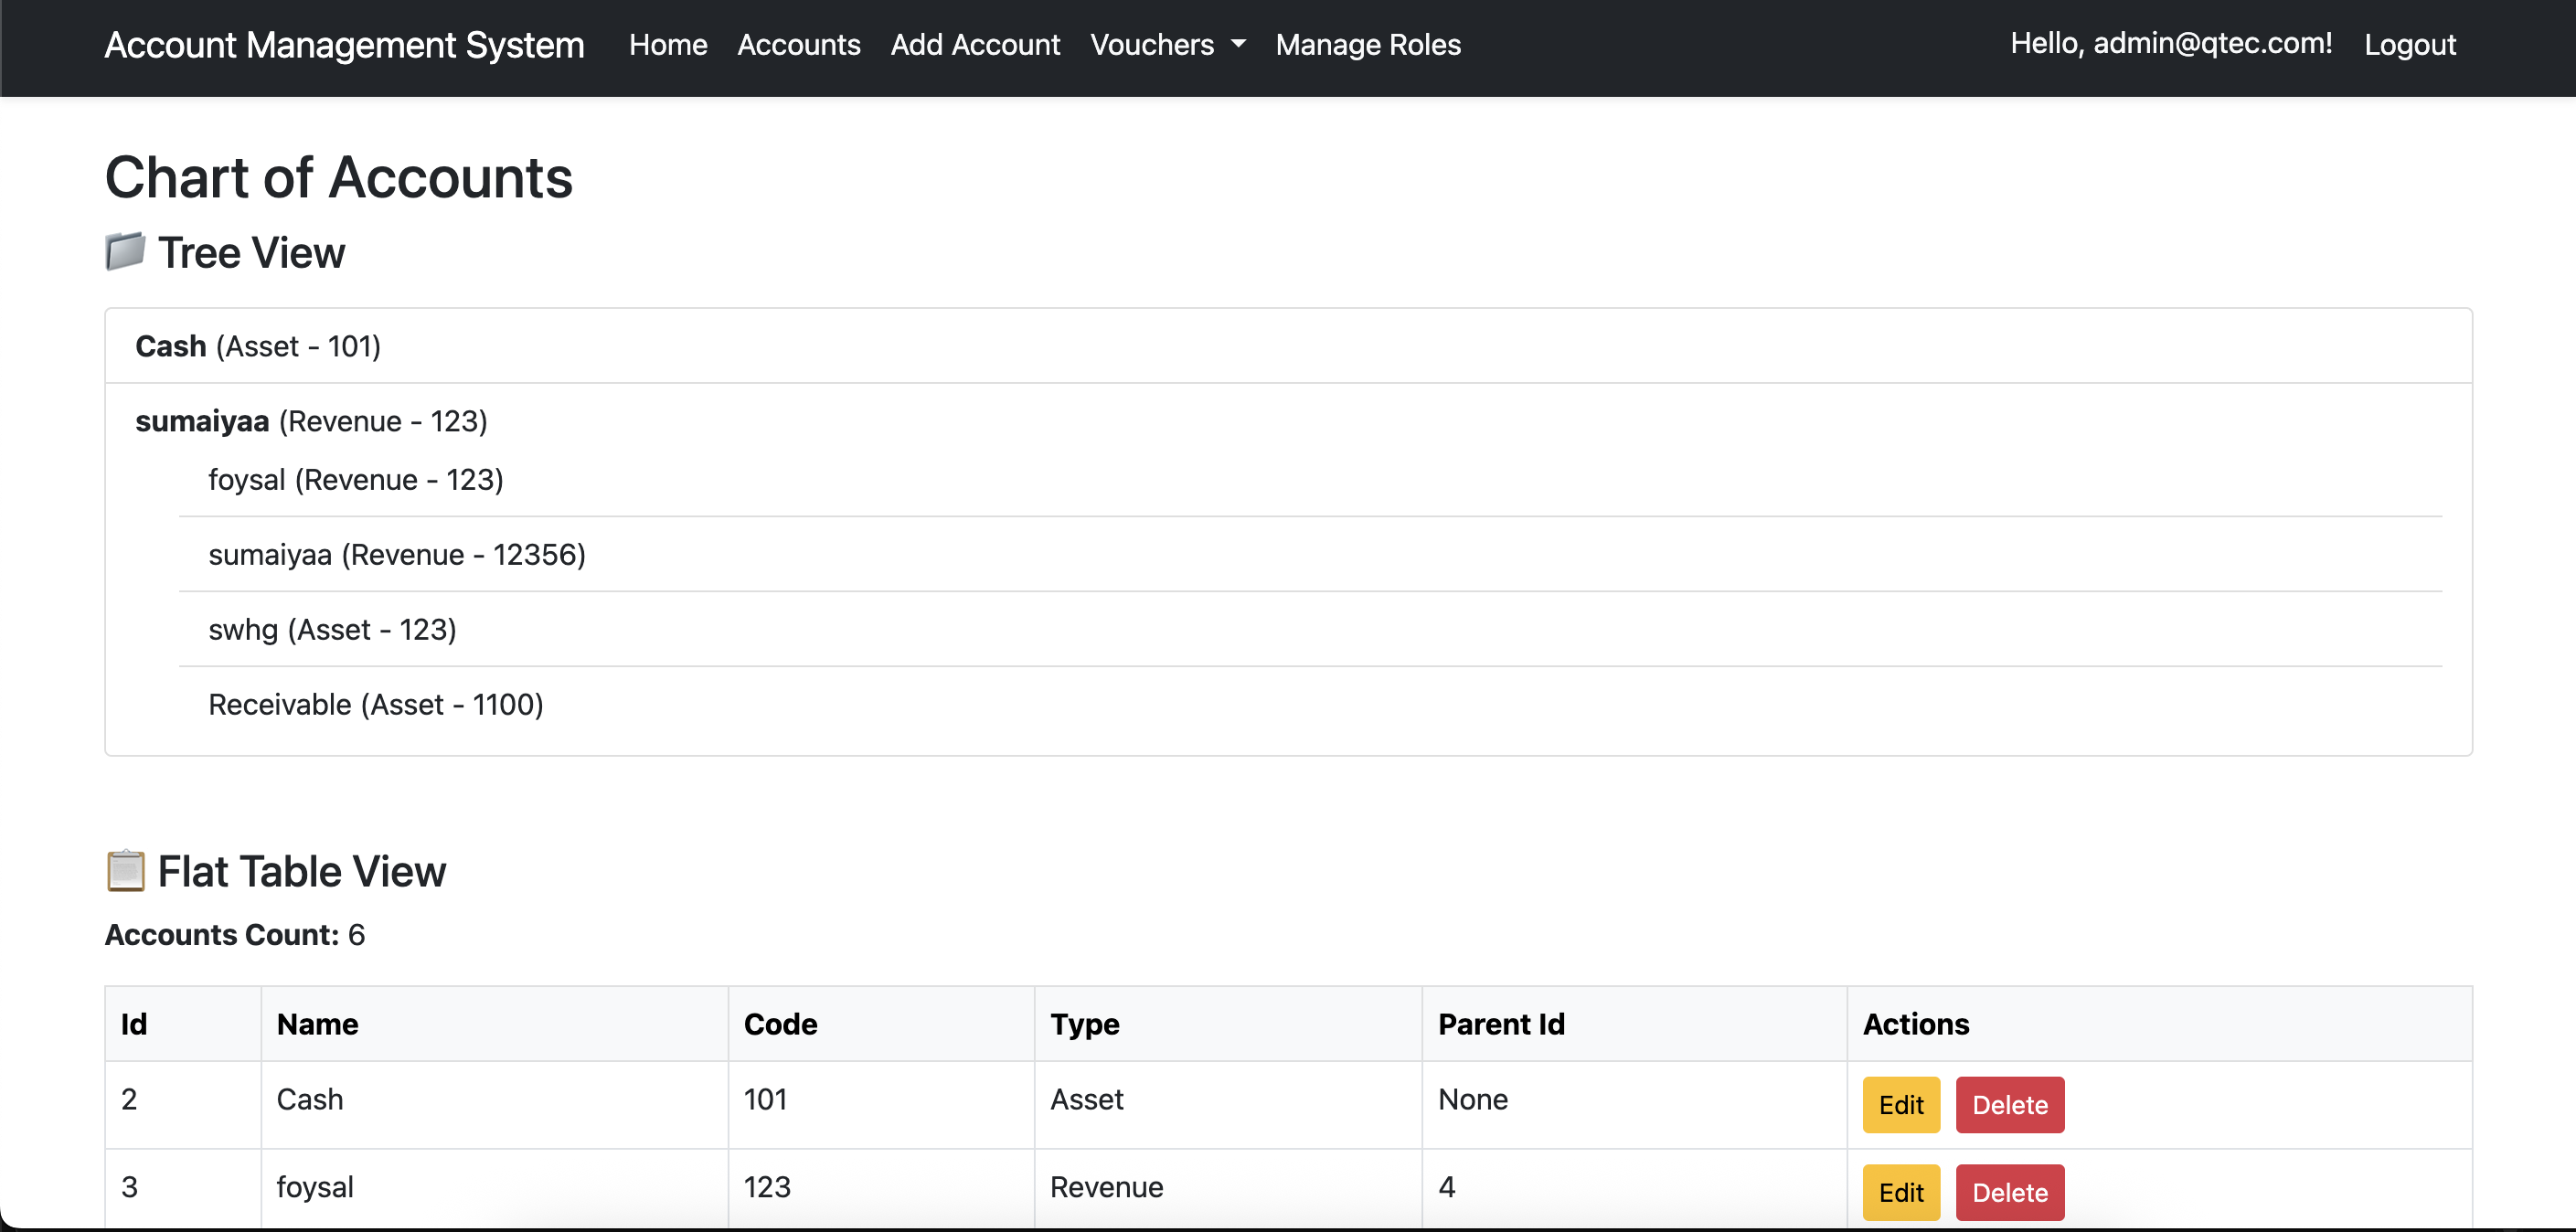 Account Management System Home Accounts Add Account Vouchers Manage Roles Hello, admin@qtec.com! Logout
Chart of Accounts
Tree View
Cash (Asset - 101)
sumaiyaa (Revenue - 123)
foysal (Revenue - 123)
sumaiyaa (Revenue - 12356)
swhg (Asset - 123)
Receivable (Asset - 1100)
Flat Table View
Accounts Count: 6
Id Name Code Type Parent Id Actions
2 Cash 101 Asset None Edit Delete
3 foysal 123 Revenue 4 Edit Delete